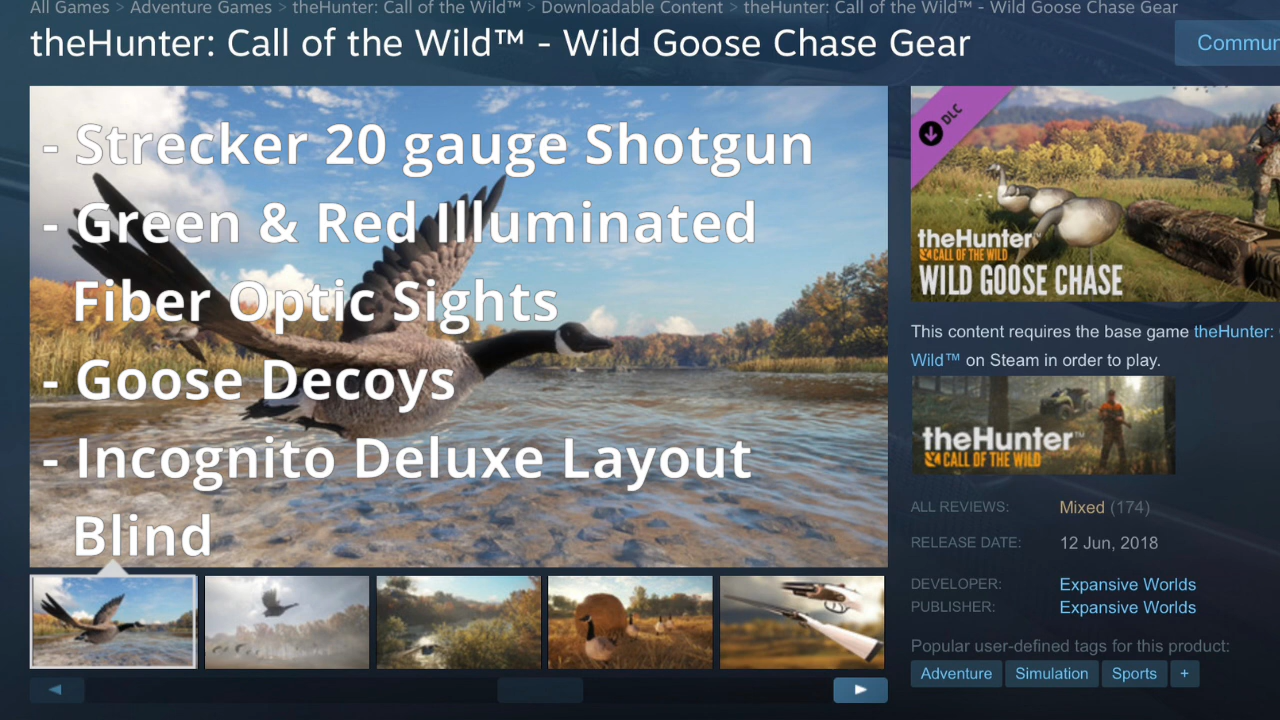 All Games > Adventure Games > theHunter: Call of the Wild™ > Downloadable Content > theHunter: Call of the Wild™ - Wild Goose Chase Gear
theHunter: Call of the Wild™ - Wild Goose Chase Gear
Commun
- Strecker 20 gauge Shotgun
- Green & Red Illuminated
Fiber Optic Sights
- Goose Decoys
- Incognito Deluxe Layout
Blind
DLC
theHunter
CALL OF THE WILD
WILD GOOSE CHASE
This content requires the base game theHunter:
Wild™ on Steam in order to play.
theHunter™
CALL OF THE WILD
ALL REVIEWS: Mixed (174)
RELEASE DATE: 12 Jun, 2018
DEVELOPER: Expansive Worlds
PUBLISHER: Expansive Worlds
Popular user-defined tags for this product:
Adventure Simulation Sports +